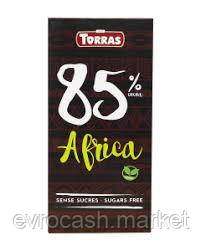 TORRAS
85%
Africa
SENSE SUCRES - SUGARS FREE
evrocash.market